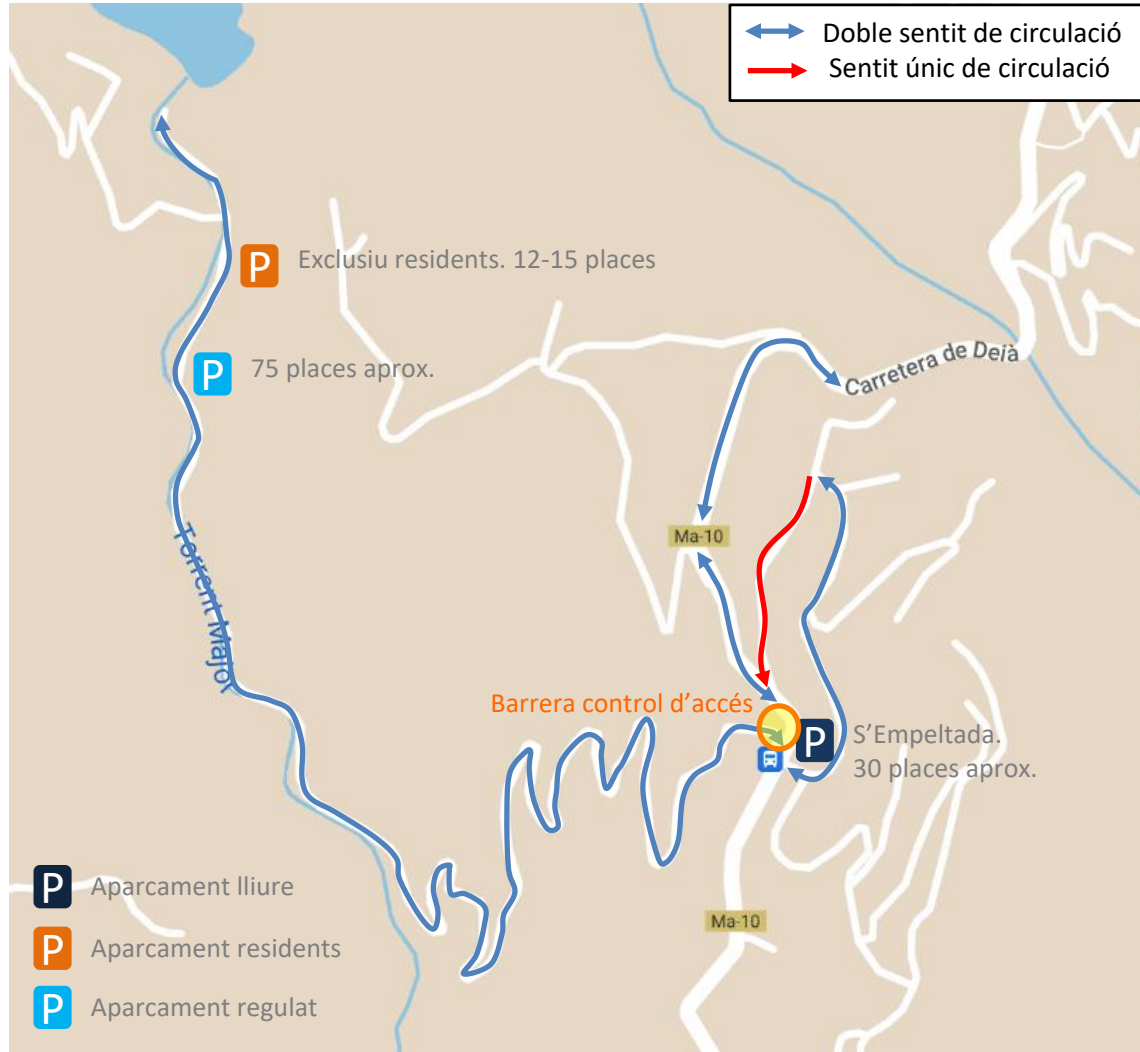 Doble sentit de circulació
Sentit únic de circulació
P
Exclusiu residents. 12-15 places
P
75 places aprox.
Carretera de Deià
Ma-10
Torrent Major
Barrera control d'accés
P
S'Empeltada.
30 places aprox.
P
Aparcament lliure
Ma-10
P
Aparcament residents
P
Aparcament regulat